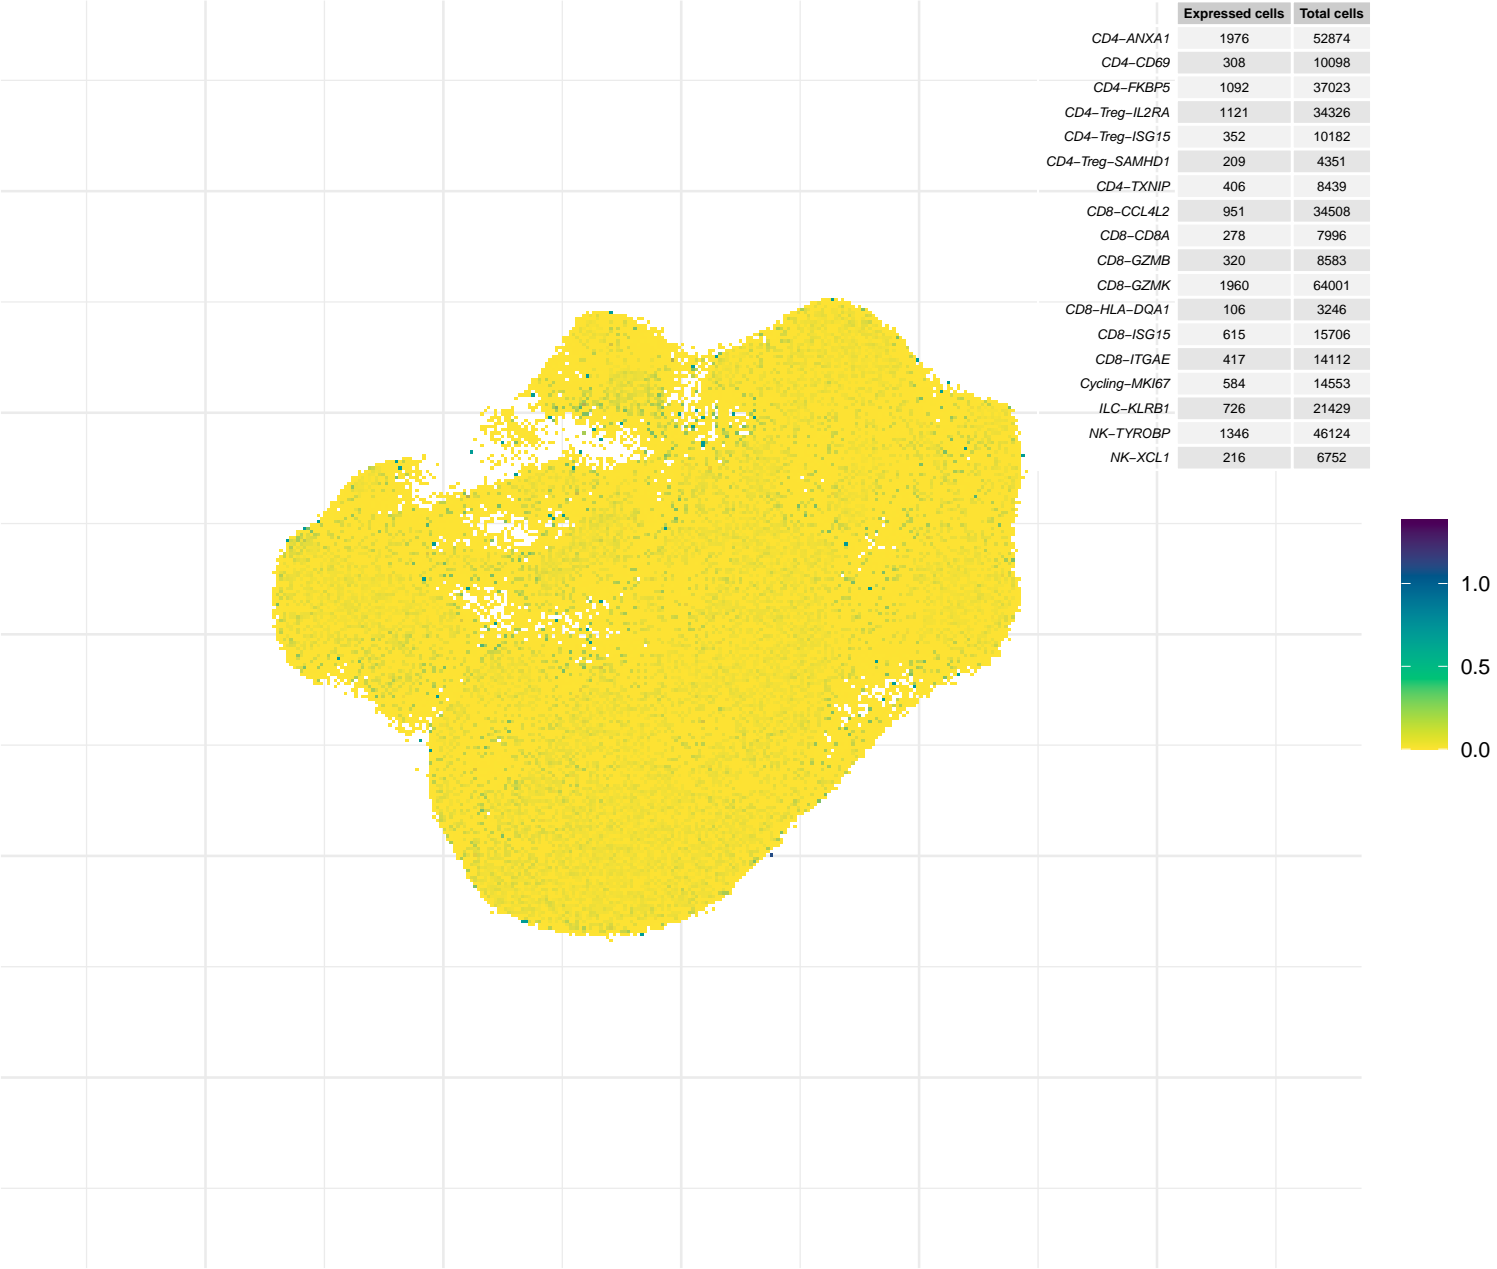 Expressed cells Total cells
CD4−ANXA1 1976 52874
CD4−CD69 308 10098
CD4−FKBP5 1092 37023
CD4−Treg−IL2RA 1121 34326
CD4−Treg−ISG15 352 10182
CD4−Treg−SAMHD1 209 4351
CD4−TXNIP 406 8439
CD8−CCL4L2 951 34508
CD8−CD8A 278 7996
CD8−GZMB 320 8583
CD8−GZMK 1960 64001
CD8−HLA−DQA1 106 3246
CD8−ISG15 615 15706
CD8−ITGAE 417 14112
Cycling−MKI67 584 14553
ILC−KLRB1 726 21429
NK−TYROBP 1346 46124
NK−XCL1 216 6752
1.0
0.5
0.0